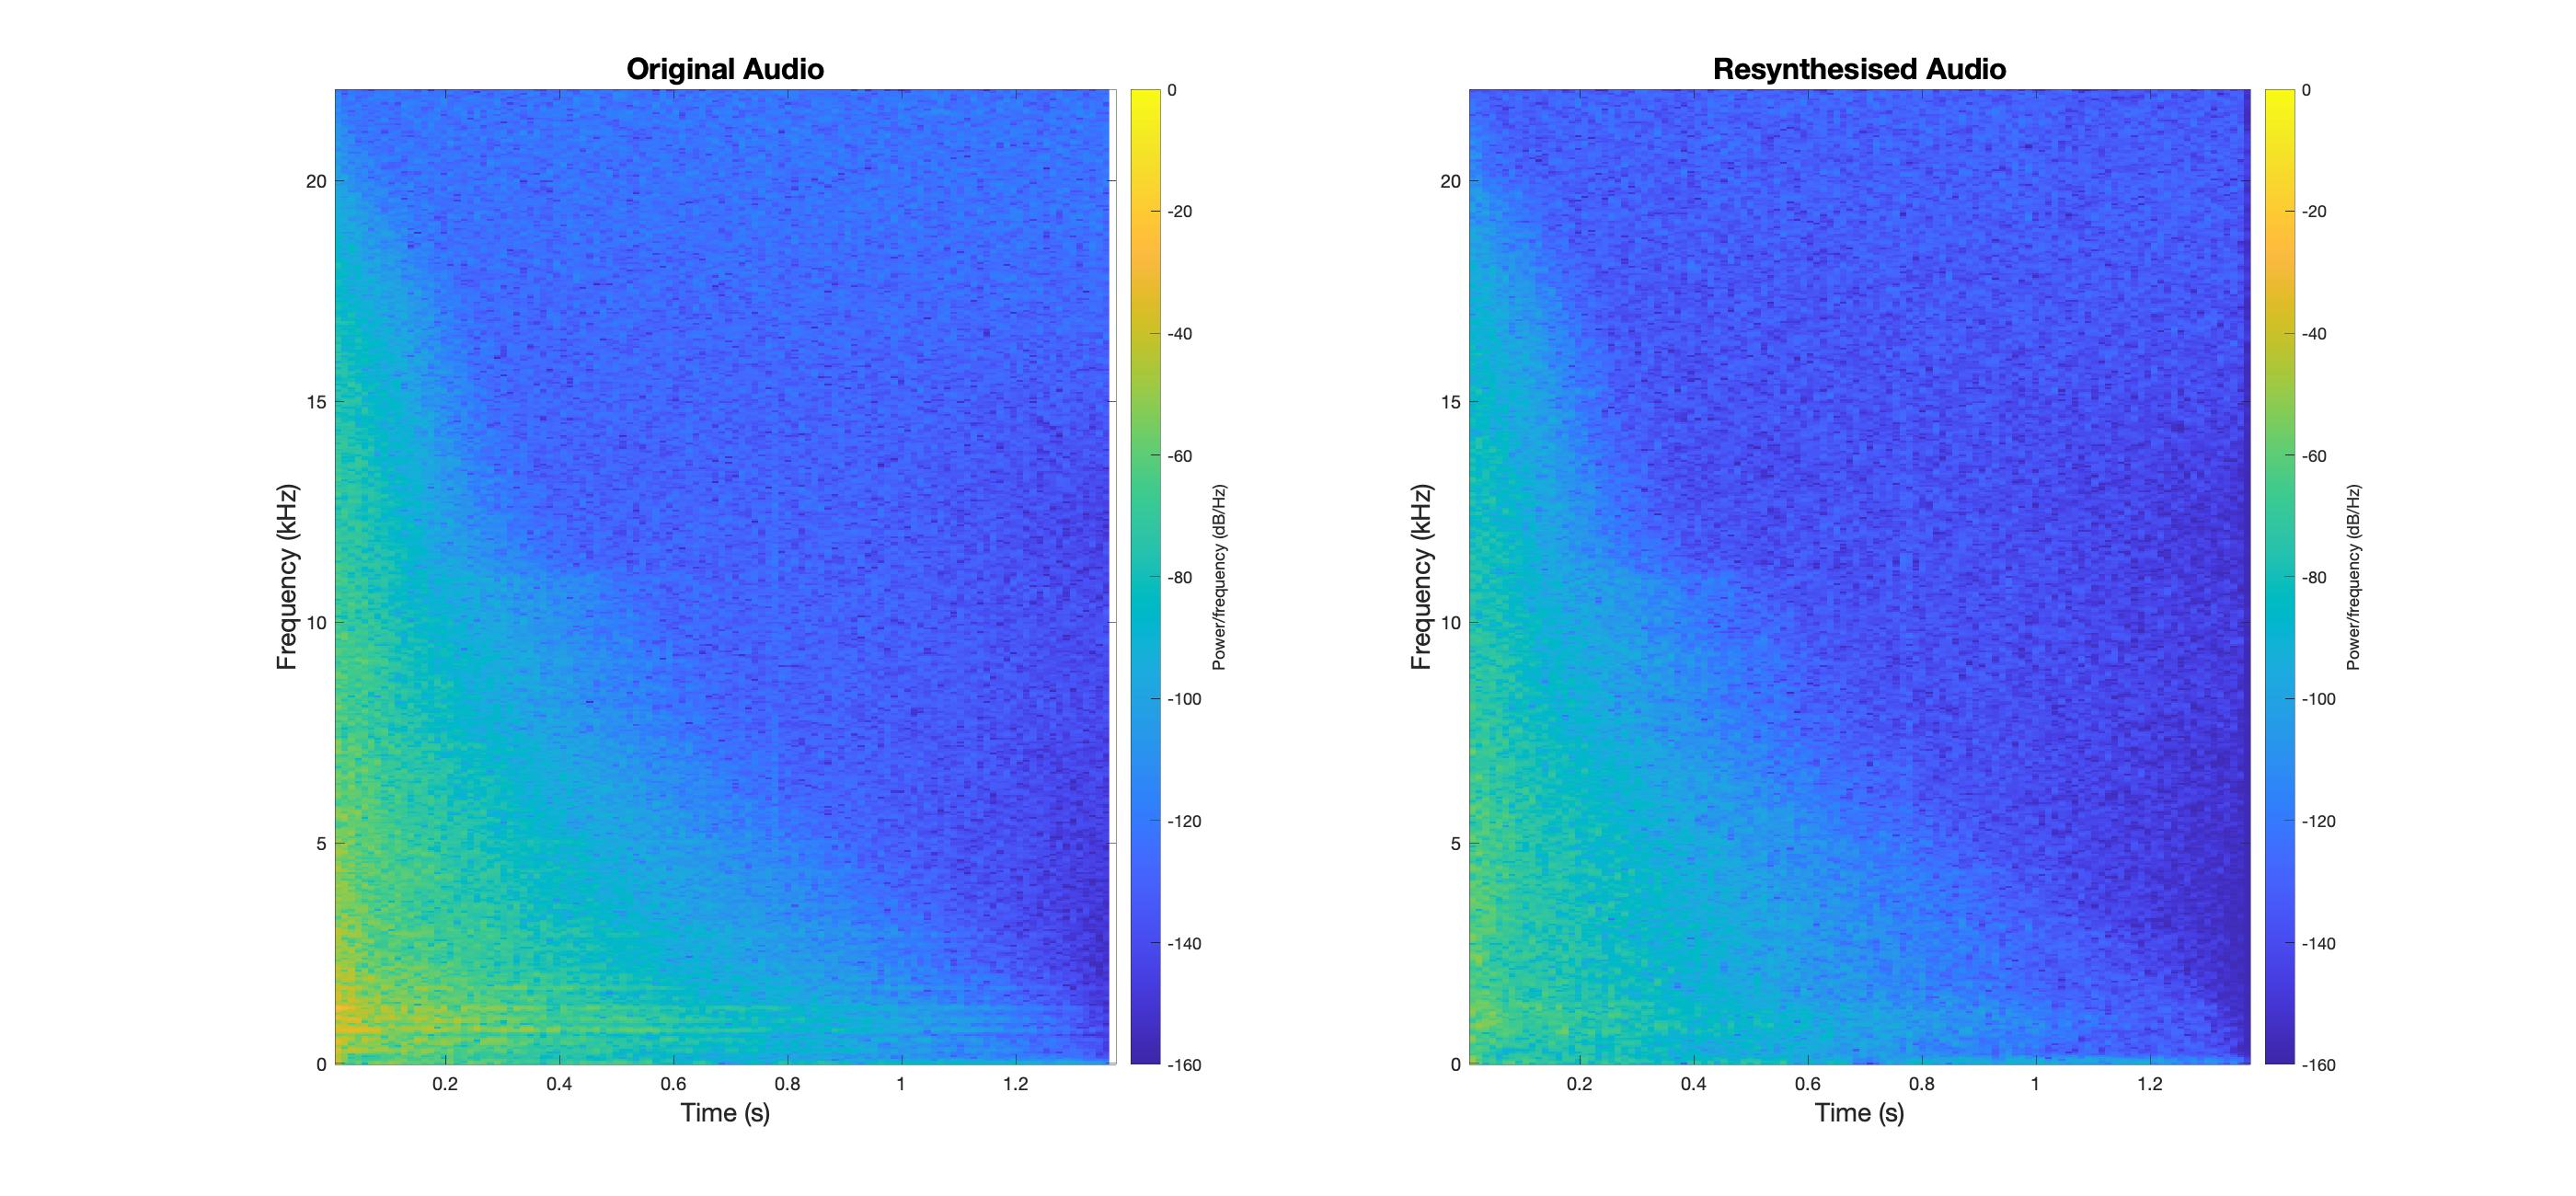 Original Audio
20
15
10
5
0
0.2 0.4 0.6 0.8 1 1.2
Time (s)
Frequency (kHz)
0
-20
-40
-60
-80
-100
-120
-140
-160
Power/frequency (dB/Hz)
Resynthesised Audio
20
15
10
5
0
0.2 0.4 0.6 0.8 1 1.2
Time (s)
Frequency (kHz)
0
-20
-40
-60
-80
-100
-120
-140
-160
Power/frequency (dB/Hz)